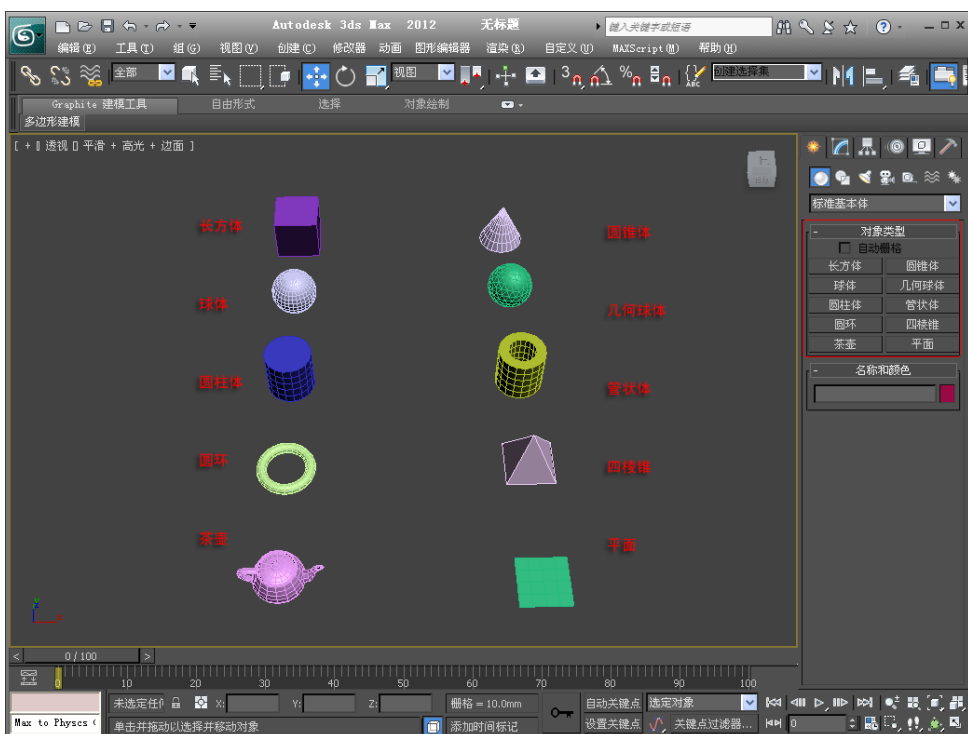 Autodesk 3ds Max 2012 无标题 键入关键字或短语
编辑(E) 工具(T) 组(G) 视图(V) 创建(C) 修改器 动画 图形编辑器 渲染(R) 自定义(U) MAXScript(M) 帮助(H)
全部 视图 3 % ABC 创建选择集
Graphite 建模工具 自由形式 选择 对象绘制
多边形建模
[ + 0 透视 0 平滑 + 高光 + 边面 ]
标准基本体
长方体 圆锥体
- 对象类型
自动栅格
长方体 圆锥体
球体 几何球体
球体 几何球体
圆柱体 管状体
圆环 四棱锥
茶壶 平面
圆柱体 管状体
- 名称和颜色
圆环 四棱锥
茶壶 平面
< 0 / 100 >
0 10 20 30 40 50 60 70 80 90 100
未选定任 X: Y: Z: 栅格 = 10.0mm 自动关键点 选定对象
Max to Physcs ( 单击并拖动以选择并移动对象 添加时间标记 设置关键点 关键点过滤器... 0